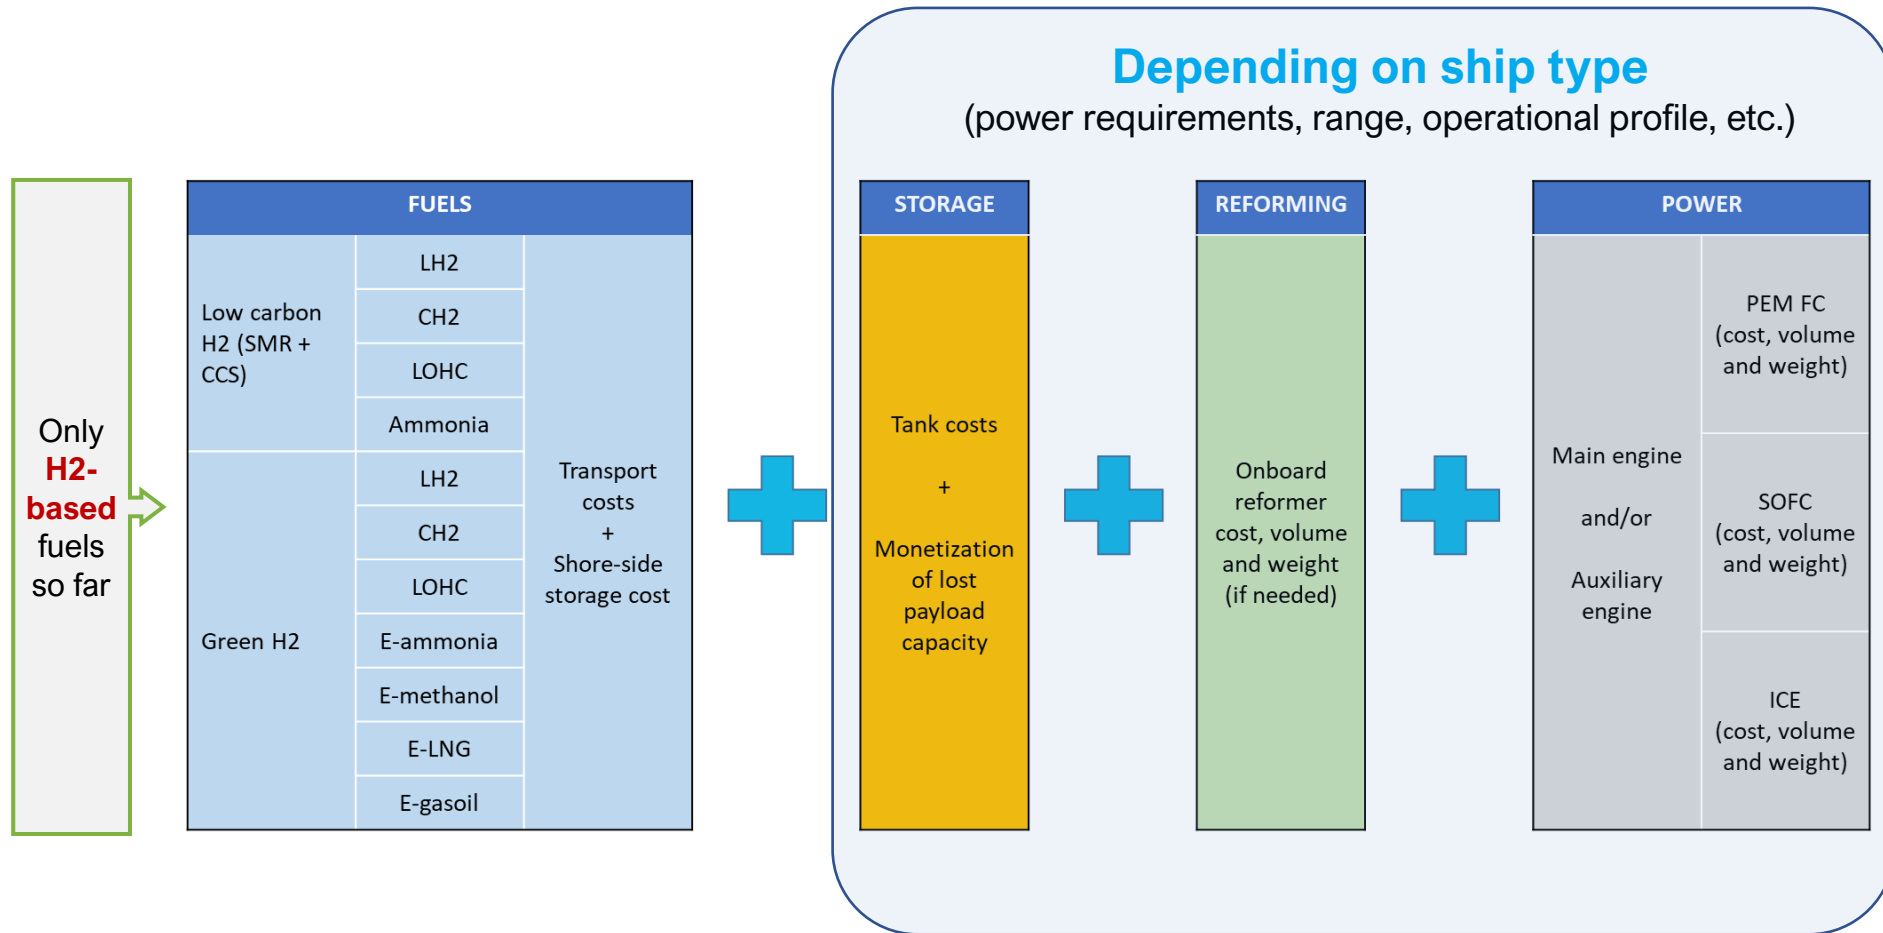 Depending on ship type
(power requirements, range, operational profile, etc.)
Only
H2-
based
fuels
so far
FUELS
Low carbon
H2 (SMR +
CCS)
LH2
CH2
LOHC
Ammonia
Green H2
LH2
CH2
LOHC
E-ammonia
E-methanol
E-LNG
E-gasoil
Transport
costs
+
Shore-side
storage cost
STORAGE
Tank costs
+
Monetization
of lost
payload
capacity
REFORMING
Onboard
reformer
cost, volume
and weight
(if needed)
POWER
Main engine
and/or
Auxiliary
engine
PEM FC
(cost, volume
and weight)
SOFC
(cost, volume
and weight)
ICE
(cost, volume
and weight)